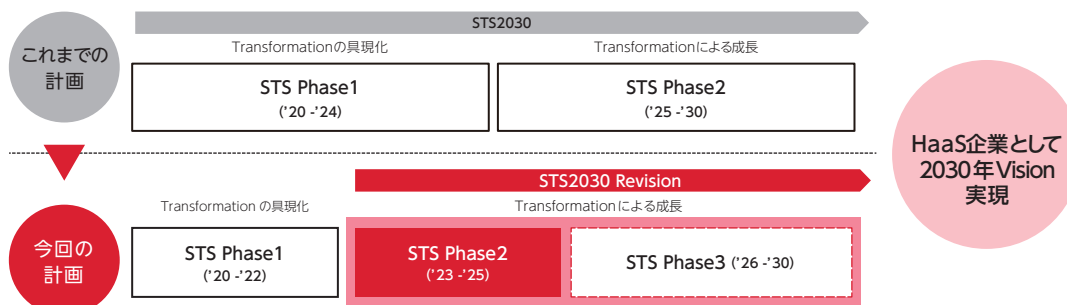 STS2030
これまでの
計画
Transformationの具現化
Transformationによる成長
STS Phase1
('20 -'24)
STS Phase2
('25 -'30)
HaaS企業として
2030年Vision
実現
STS2030 Revision
Transformation の具現化
Transformationによる成長
今回の
計画
STS Phase1
('20 -'22)
STS Phase2
('23 -'25)
STS Phase3 ('26 -'30)